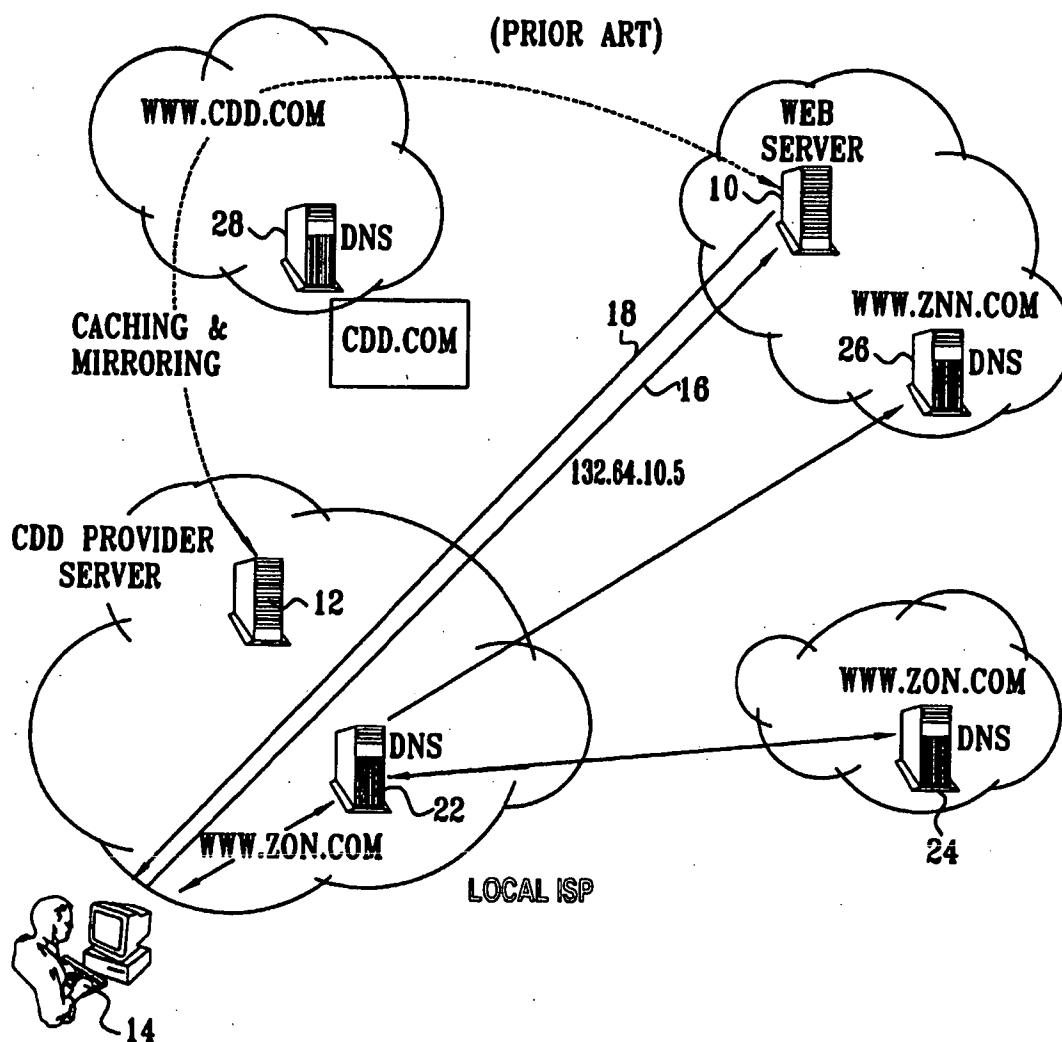 (PRIOR ART)
WWW.CDD.COM
WEB
SERVER
10
28
DNS
WWW.ZNN.COM
CACHING &
MIRRORING
CDD.COM
18
26
DNS
16
132.64.10.5
CDD PROVIDER
SERVER
12
WWW.ZON.COM
DNS
DNS
22
WWW.ZON.COM
24
LOCAL ISP
14